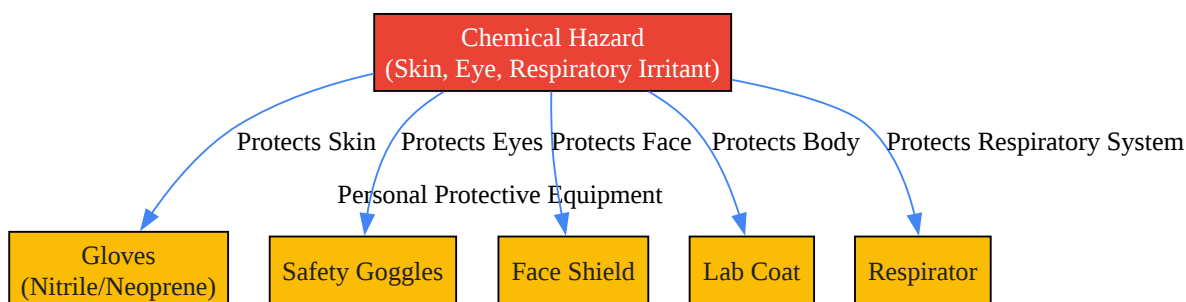 Chemical Hazard
(Skin, Eye, Respiratory Irritant)
Protects Skin
Protects Eyes
Protects Face
Protects Body
Protects Respiratory System
Personal Protective Equipment
Gloves
(Nitrile/Neoprene)
Safety Goggles
Face Shield
Lab Coat
Respirator